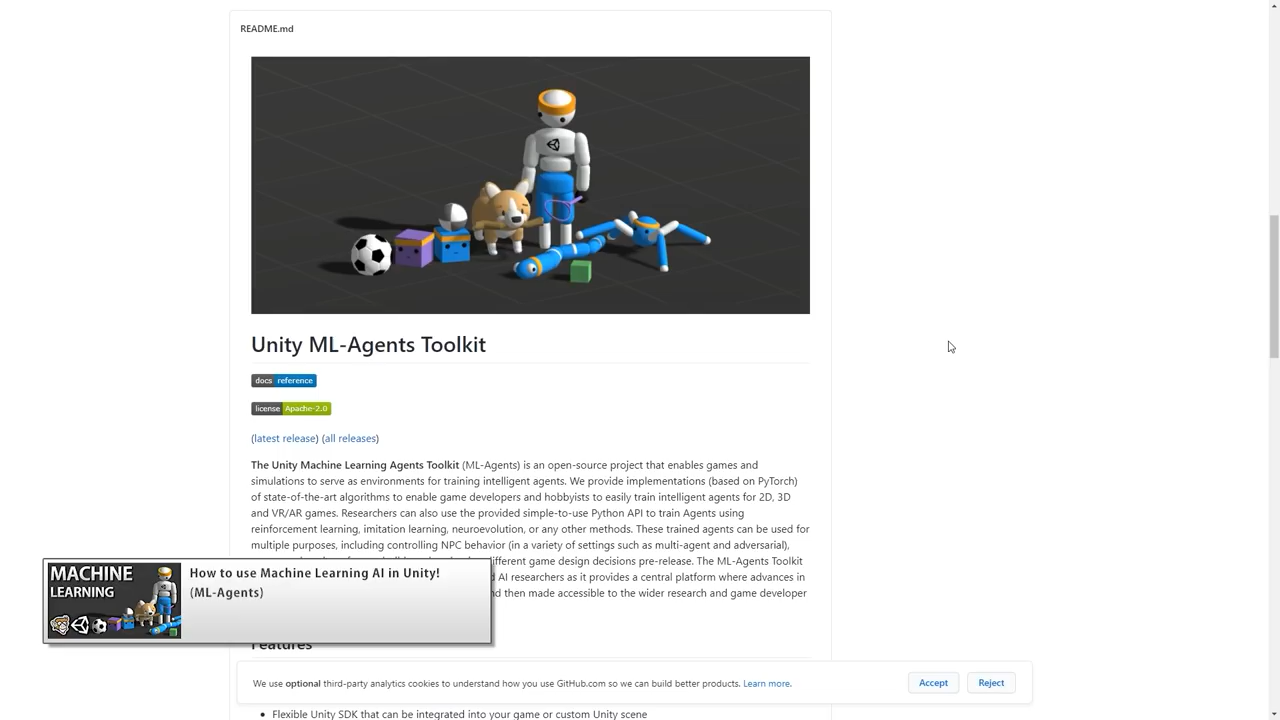 README.md
Unity ML-Agents Toolkit
docs reference
license Apache-2.0
(latest release) (all releases)
The Unity Machine Learning Agents Toolkit (ML-Agents) is an open-source project that enables games and
simulations to serve as environments for training intelligent agents. We provide implementations (based on PyTorch)
of state-of-the-art algorithms to enable game developers and hobbyists to easily train intelligent agents for 2D, 3D
and VR/AR games. Researchers can also use the provided simple-to-use Python API to train Agents using
reinforcement learning, imitation learning, neuroevolution, or any other methods. These trained agents can be used for
multiple purposes, including controlling NPC behavior (in a variety of settings such as multi-agent and adversarial),
different game design decisions pre-release. The ML-Agents Toolkit
AI researchers as it provides a central platform where advances in
then made accessible to the wider research and game developer
MACHINE
LEARNING
How to use Machine Learning AI in Unity!
(ML-Agents)
Features
We use optional third-party analytics cookies to understand how you use GitHub.com so we can build better products. Learn more.
Accept
Reject
Flexible Unity SDK that can be integrated into your game or custom Unity scene